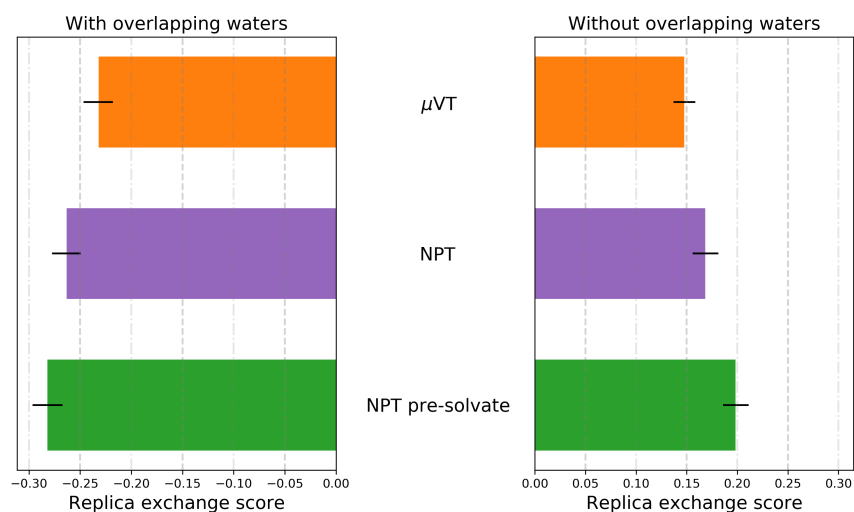 With overlapping waters
Without overlapping waters
μVT
NPT
NPT pre-solvate
−0.30 −0.25 −0.20 −0.15 −0.10 −0.05 0.00
0.00 0.05 0.10 0.15 0.20 0.25 0.30
Replica exchange score
Replica exchange score